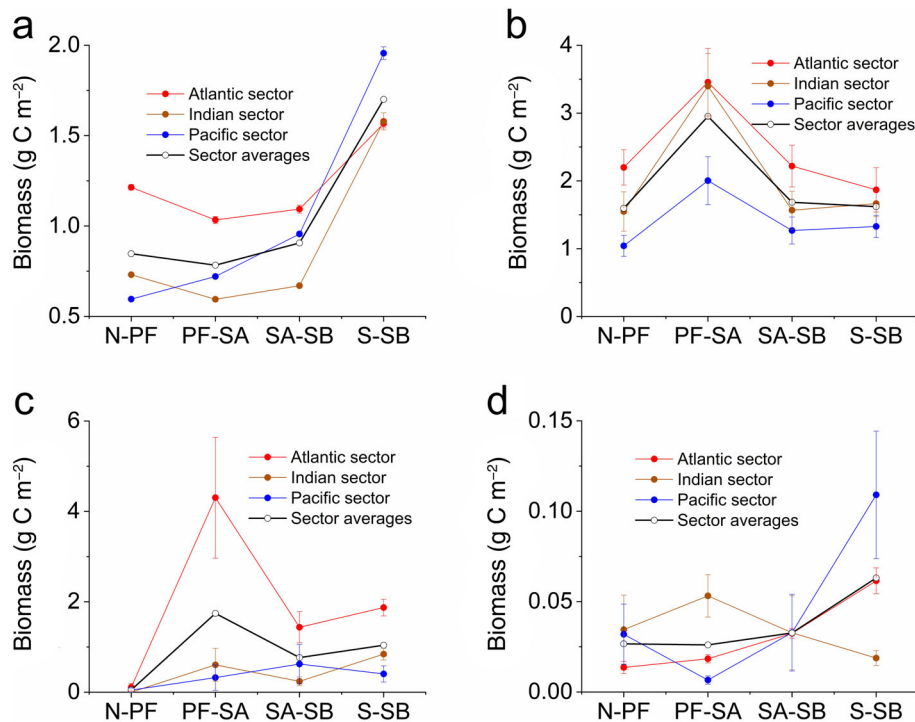 a
2.0
1.5
1.0
0.5
Biomass (g C m⁻²)
Atlantic sector
Indian sector
Pacific sector
Sector averages
N-PF PF-SA SA-SB S-SB
b
4
3
2
1
0
Biomass (g C m⁻²)
Atlantic sector
Indian sector
Pacific sector
Sector averages
N-PF PF-SA SA-SB S-SB
c
6
4
2
0
Biomass (g C m⁻²)
Atlantic sector
Indian sector
Pacific sector
Sector averages
N-PF PF-SA SA-SB S-SB
d
0.15
0.10
0.05
0.00
Biomass (g C m⁻²)
Atlantic sector
Indian sector
Pacific sector
Sector averages
N-PF PF-SA SA-SB S-SB